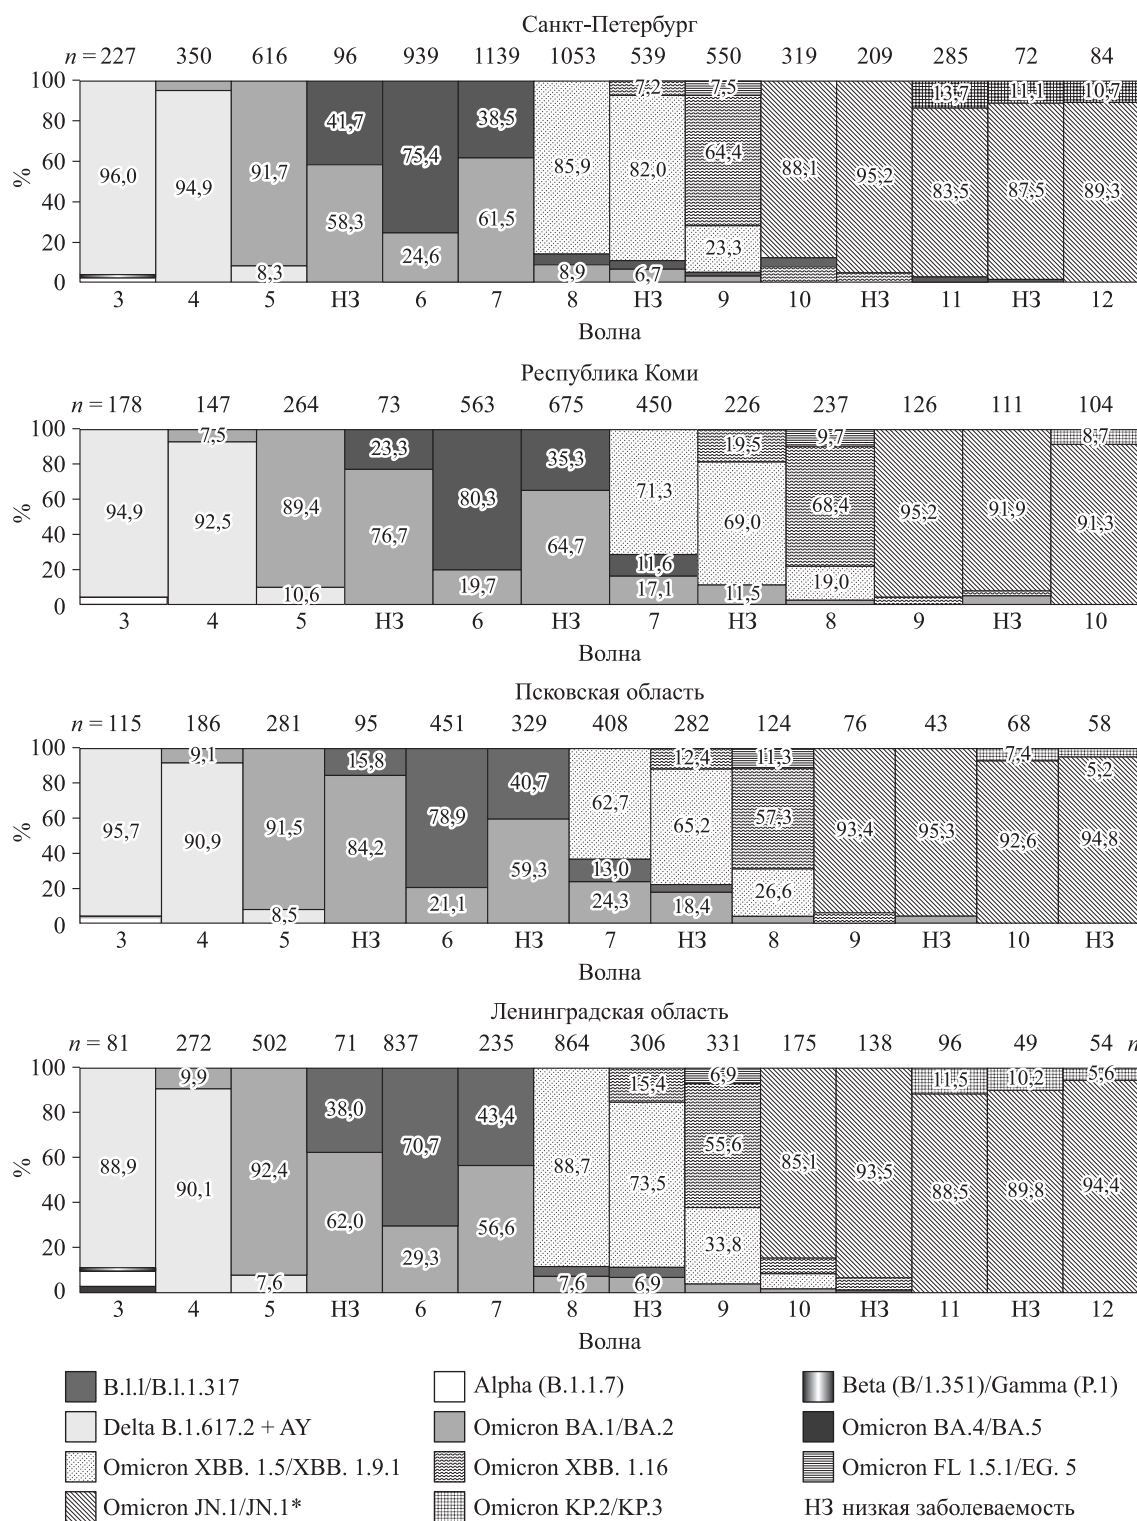 Санкт-Петербург
n = 227 350 616 96 939 1139 1053 539 550 319 209 285 72 84
100 41,7 38,5 7,2 7,5 13,7 11,1 10,7
80 96,0 94,9 91,7 75,4 85,9 82,0 64,4 88,1 95,2 83,5 87,5 89,3
60
%
40 58,3 61,5
20 8,3 24,6 8,9 6,7 23,3
0
3 4 5 НЗ 6 7 8 НЗ 9 10 НЗ 11 НЗ 12
Волна
Республика Коми
n = 178 147 264 73 563 675 450 226 237 126 111 104
100 7,5 23,3 35,3 19,5 9,7 8,7
80 94,9 92,5 89,4 80,3 71,3 69,0 68,4 95,2 91,9 91,3
60
%
40 76,7 64,7
20 10,6 19,7 11,6 17,1 11,5 19,0
0
3 4 5 НЗ 6 НЗ 7 НЗ 8 9 НЗ 10
Волна
Псковская область
n = 115 186 281 95 451 329 408 282 124 76 43 68 58
100 9,1 15,8 40,7 12,4 11,3 7,4 5,2
80 95,7 90,9 91,5 78,9 62,7 65,2 57,3 93,4 95,3 92,6 94,8
60
%
40 84,2 59,3
20 8,5 21,1 13,0 24,3 18,4 26,6
0
3 4 5 НЗ 6 НЗ 7 НЗ 8 9 НЗ 10 НЗ
Волна
Ленинградская область
n = 81 272 502 71 837 235 864 306 331 175 138 96 49 54 n
100 9,9 38,0 43,4 15,4 6,9 11,5 10,2 5,6
80 88,9 90,1 92,4 70,7 88,7 73,5 55,6 85,1 93,5 88,5 89,8 94,4
60
%
40 62,0 56,6
20 7,6 29,3 7,6 6,9 33,8
0
3 4 5 НЗ 6 7 8 НЗ 9 10 НЗ 11 НЗ 12
Волна
B.l.l/B.l.1.317 Alpha (B.1.1.7) Beta (B/1.351)/Gamma (P.1)
Delta B.1.617.2 + AY Omicron BA.1/BA.2 Omicron BA.4/BA.5
Omicron XBB. 1.5/XBB. 1.9.1 Omicron XBB. 1.16 Omicron FL 1.5.1/EG. 5
Omicron JN.1/JN.1* Omicron KP.2/KP.3 НЗ низкая заболеваемость